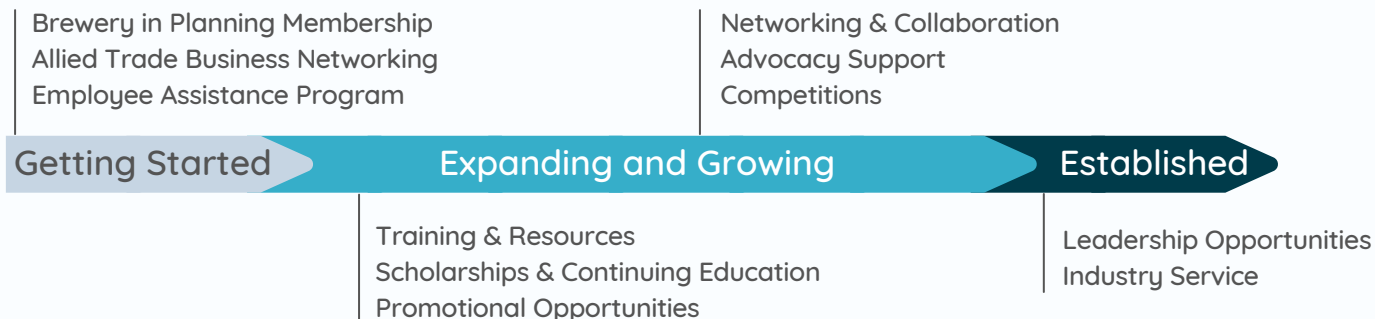 Brewery in Planning Membership
Allied Trade Business Networking
Employee Assistance Program
Networking & Collaboration
Advocacy Support
Competitions
Getting Started
Expanding and Growing
Established
Training & Resources
Scholarships & Continuing Education
Promotional Opportunities
Leadership Opportunities
Industry Service